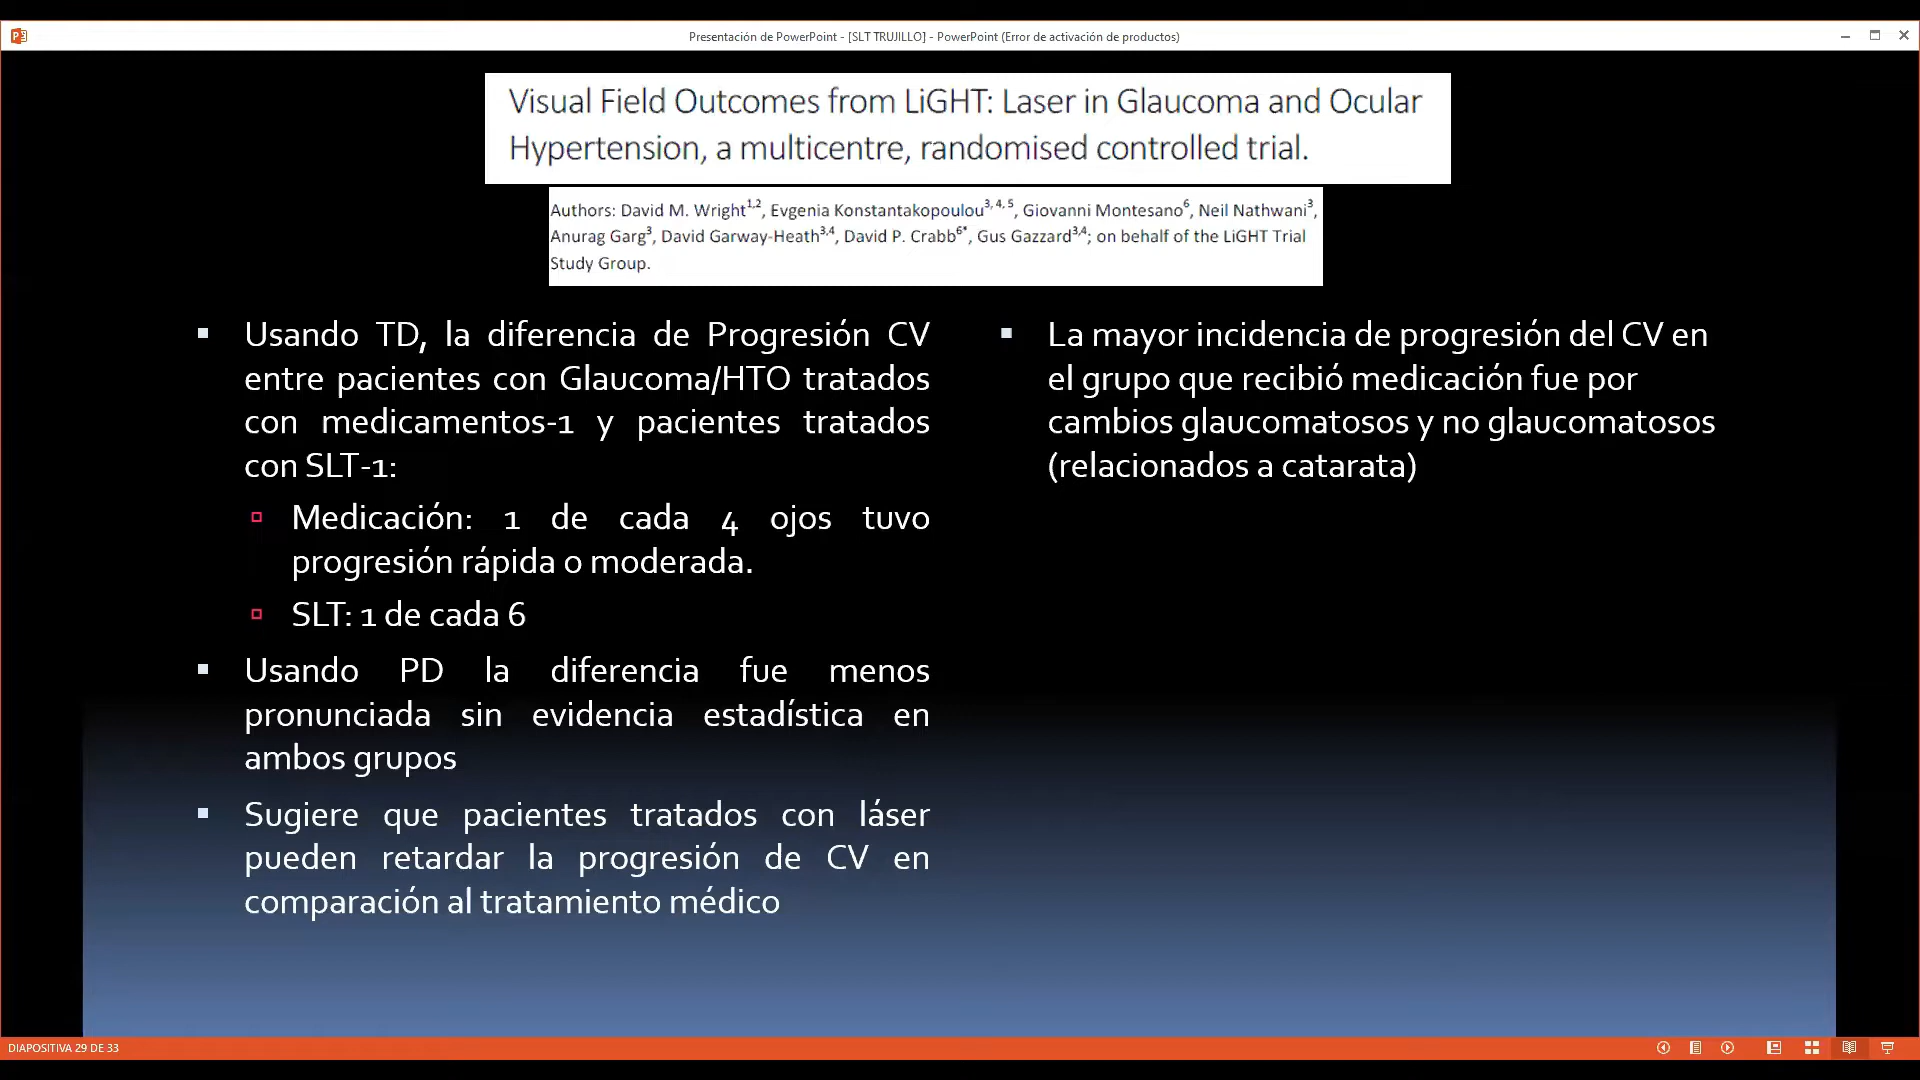 Presentación de PowerPoint - [SLT TRUJILLO] - PowerPoint (Error de activación de productos)
Visual Field Outcomes from LiGHT: Laser in Glaucoma and Ocular
Hypertension, a multicentre, randomised controlled trial.
Authors: David M. Wright1,2, Evgenia Konstantakopoulou3, 4, 5, Giovanni Montesano6, Neil Nathwani3,
Anurag Garg3, David Garway-Heath3,4, David P. Crabb6*, Gus Gazzard3,4; on behalf of the LiGHT Trial
Study Group.
▪ Usando TD, la diferencia de Progresión CV
entre pacientes con Glaucoma/HTO tratados
con medicamentos-1 y pacientes tratados
con SLT-1:
▫ Medicación: 1 de cada 4 ojos tuvo
progresión rápida o moderada.
▫ SLT: 1 de cada 6
▪ Usando PD la diferencia fue menos
pronunciada sin evidencia estadística en
ambos grupos
▪ Sugiere que pacientes tratados con láser
pueden retardar la progresión de CV en
comparación al tratamiento médico
▪ La mayor incidencia de progresión del CV en
el grupo que recibió medicación fue por
cambios glaucomatosos y no glaucomatosos
(relacionados a catarata)
DIAPOSITIVA 29 DE 33